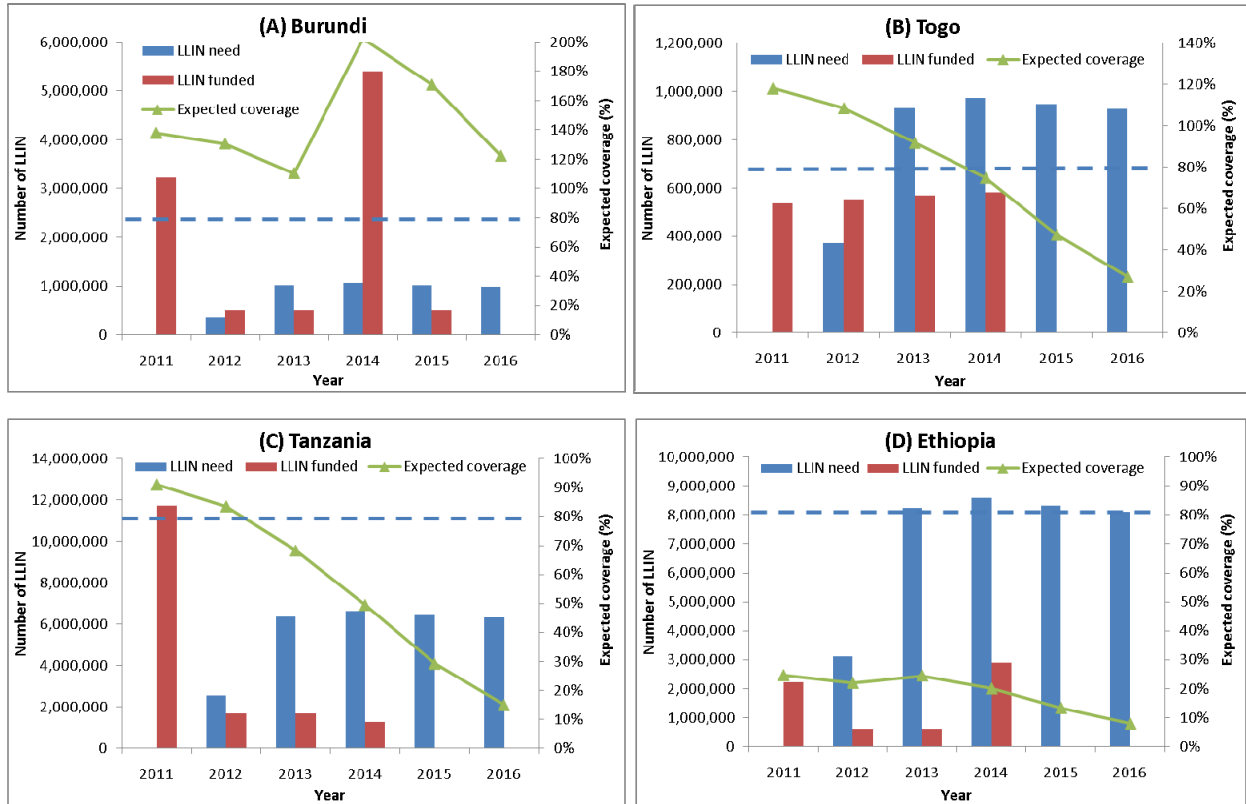 (A) Burundi
LLIN need
LLIN funded
Expected coverage
Number of LLIN
6,000,000
5,000,000
4,000,000
3,000,000
2,000,000
1,000,000
0
200%
180%
160%
140%
120%
100%
80%
60%
40%
20%
0%
Expected coverage (%)
2011 2012 2013 2014 2015 2016
Year
(B) Togo
LLIN need LLIN funded Expected coverage
Number of LLIN
1,200,000
1,000,000
800,000
600,000
400,000
200,000
0
140%
120%
100%
80%
60%
40%
20%
0%
Expected coverage (%)
2011 2012 2013 2014 2015 2016
Year
(C) Tanzania
LLIN need LLIN funded Expected coverage
Number of LLIN
14,000,000
12,000,000
10,000,000
8,000,000
6,000,000
4,000,000
2,000,000
0
100%
90%
80%
70%
60%
50%
40%
30%
20%
10%
0%
Expected coverage (%)
2011 2012 2013 2014 2015 2016
Year
(D) Ethiopia
LLIN need LLIN funded Expected coverage
Number of LLIN
10,000,000
9,000,000
8,000,000
7,000,000
6,000,000
5,000,000
4,000,000
3,000,000
2,000,000
1,000,000
0
100%
90%
80%
70%
60%
50%
40%
30%
20%
10%
0%
Expected coverage (%)
2011 2012 2013 2014 2015 2016
Year